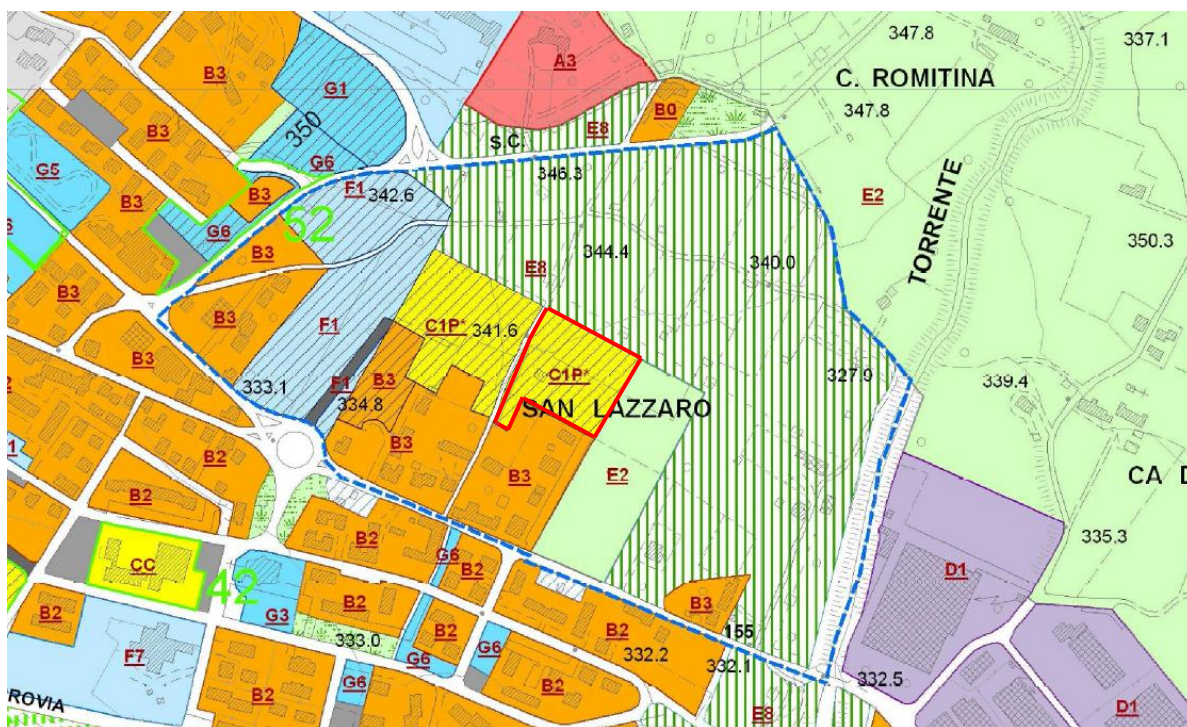 347.8
337.1
B3
G1
A3
C. ROMITINA
B3
350
B0
347.8
S.C.
E8
G5
G6
346.3
TORRENTE
E2
F1
342.6
B3
B3
G6
52
B3
350.3
344.4
340.0
E8
B3
B3
F1
C1P*
341.6
B3
C1P*
327.9
339.4
333.1
F1
B3
334.8
SAN LAZZARO
B2
B3
B3
E2
CA D
B2
B2
335.3
CC
G6
B2
D1
42
B2
B2
G3
B3
B2
333.0
B2
155
F7
G6
G6
332.2
332.1
332.5
B2
G6
B2
ROVIA
E8
D1